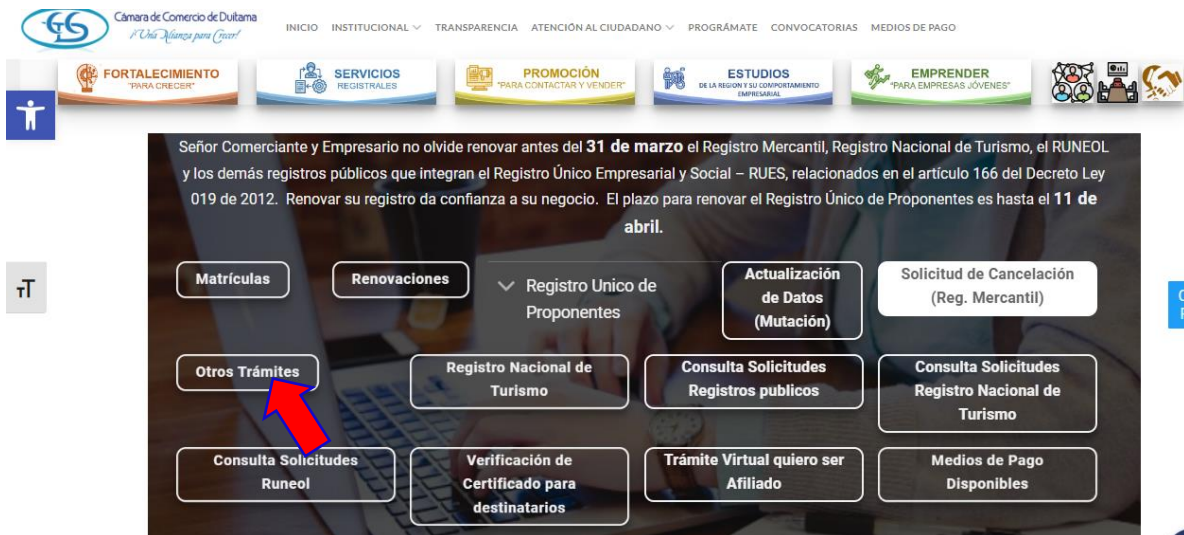 Cámara de Comercio de Duitama
¡Una Alianza para Crecer!
INICIO INSTITUCIONAL TRANSPARENCIA ATENCIÓN AL CIUDADANO PROGRÁMATE CONVOCATORIAS MEDIOS DE PAGO
FORTALECIMIENTO
"PARA CRECER"
SERVICIOS
REGISTRALES
PROMOCIÓN
"PARA CONTACTAR Y VENDER"
ESTUDIOS
DE LA REGION Y SU COMPORTAMIENTO
EMPRESARIAL
EMPRENDER
"PARA EMPRESAS JÓVENES"
Señor Comerciante y Empresario no olvide renovar antes del 31 de marzo el Registro Mercantil, Registro Nacional de Turismo, el RUNEOL
y los demás registros públicos que integran el Registro Único Empresarial y Social – RUES, relacionados en el artículo 166 del Decreto Ley
019 de 2012. Renovar su registro da confianza a su negocio. El plazo para renovar el Registro Único de Proponentes es hasta el 11 de
abril.
Matrículas
Renovaciones
Registro Unico de
Proponentes
Actualización
de Datos
(Mutación)
Solicitud de Cancelación
(Reg. Mercantil)
Otros Trámites
Registro Nacional de
Turismo
Consulta Solicitudes
Registros publicos
Consulta Solicitudes
Registro Nacional de
Turismo
Consulta Solicitudes
Runeol
Verificación de
Certificado para
destinatarios
Trámite Virtual quiero ser
Afiliado
Medios de Pago
Disponibles